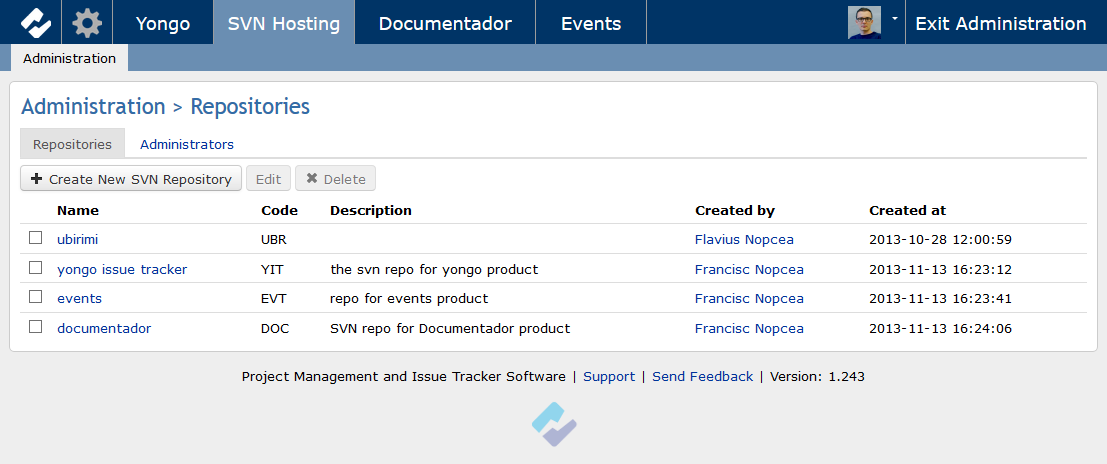 Yongo SVN Hosting Documentador Events Exit Administration
Administration
Administration > Repositories
Repositories Administrators
Create New SVN Repository Edit Delete
Name Code Description Created by Created at
ubirimi UBR Flavius Nopcea 2013-10-28 12:00:59
yongo issue tracker YIT the svn repo for yongo product Francisc Nopcea 2013-11-13 16:23:12
events EVT repo for events product Francisc Nopcea 2013-11-13 16:23:41
documentador DOC SVN repo for Documentador product Francisc Nopcea 2013-11-13 16:24:06
Project Management and Issue Tracker Software | Support | Send Feedback | Version: 1.243